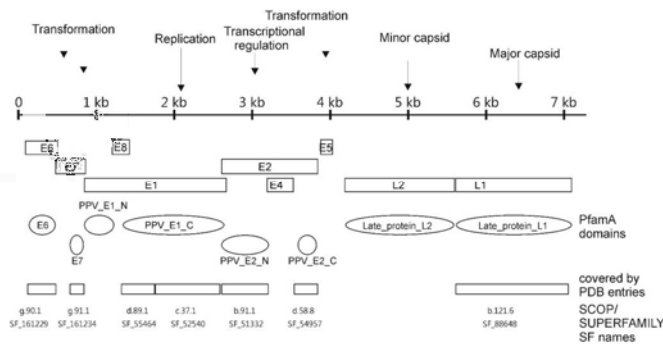 Transformation
Transformation
Replication
Transcriptional
regulation
Minor capsid
Major capsid
0 1 kb 2 kb 3 kb 4 kb 5 kb 6 kb 7 kb
E6 E8 E5
E7 E2
E1 E4 L2 L1
PPV_E1_N
E6 PPV_E1_C Late_protein_L2 Late_protein_L1
PfamA
domains
E7 PPV_E2_N PPV_E2_C
covered by
PDB entries
g.90.1 g.91.1 d.89.1 c.37.1 b.91.1 d.58.8 b.121.6
SF_161229 SF_161234 SF_55464 SF_52540 SF_51332 SF_54957 SF_88648
SCOP/
SUPERFAMILY
SF names